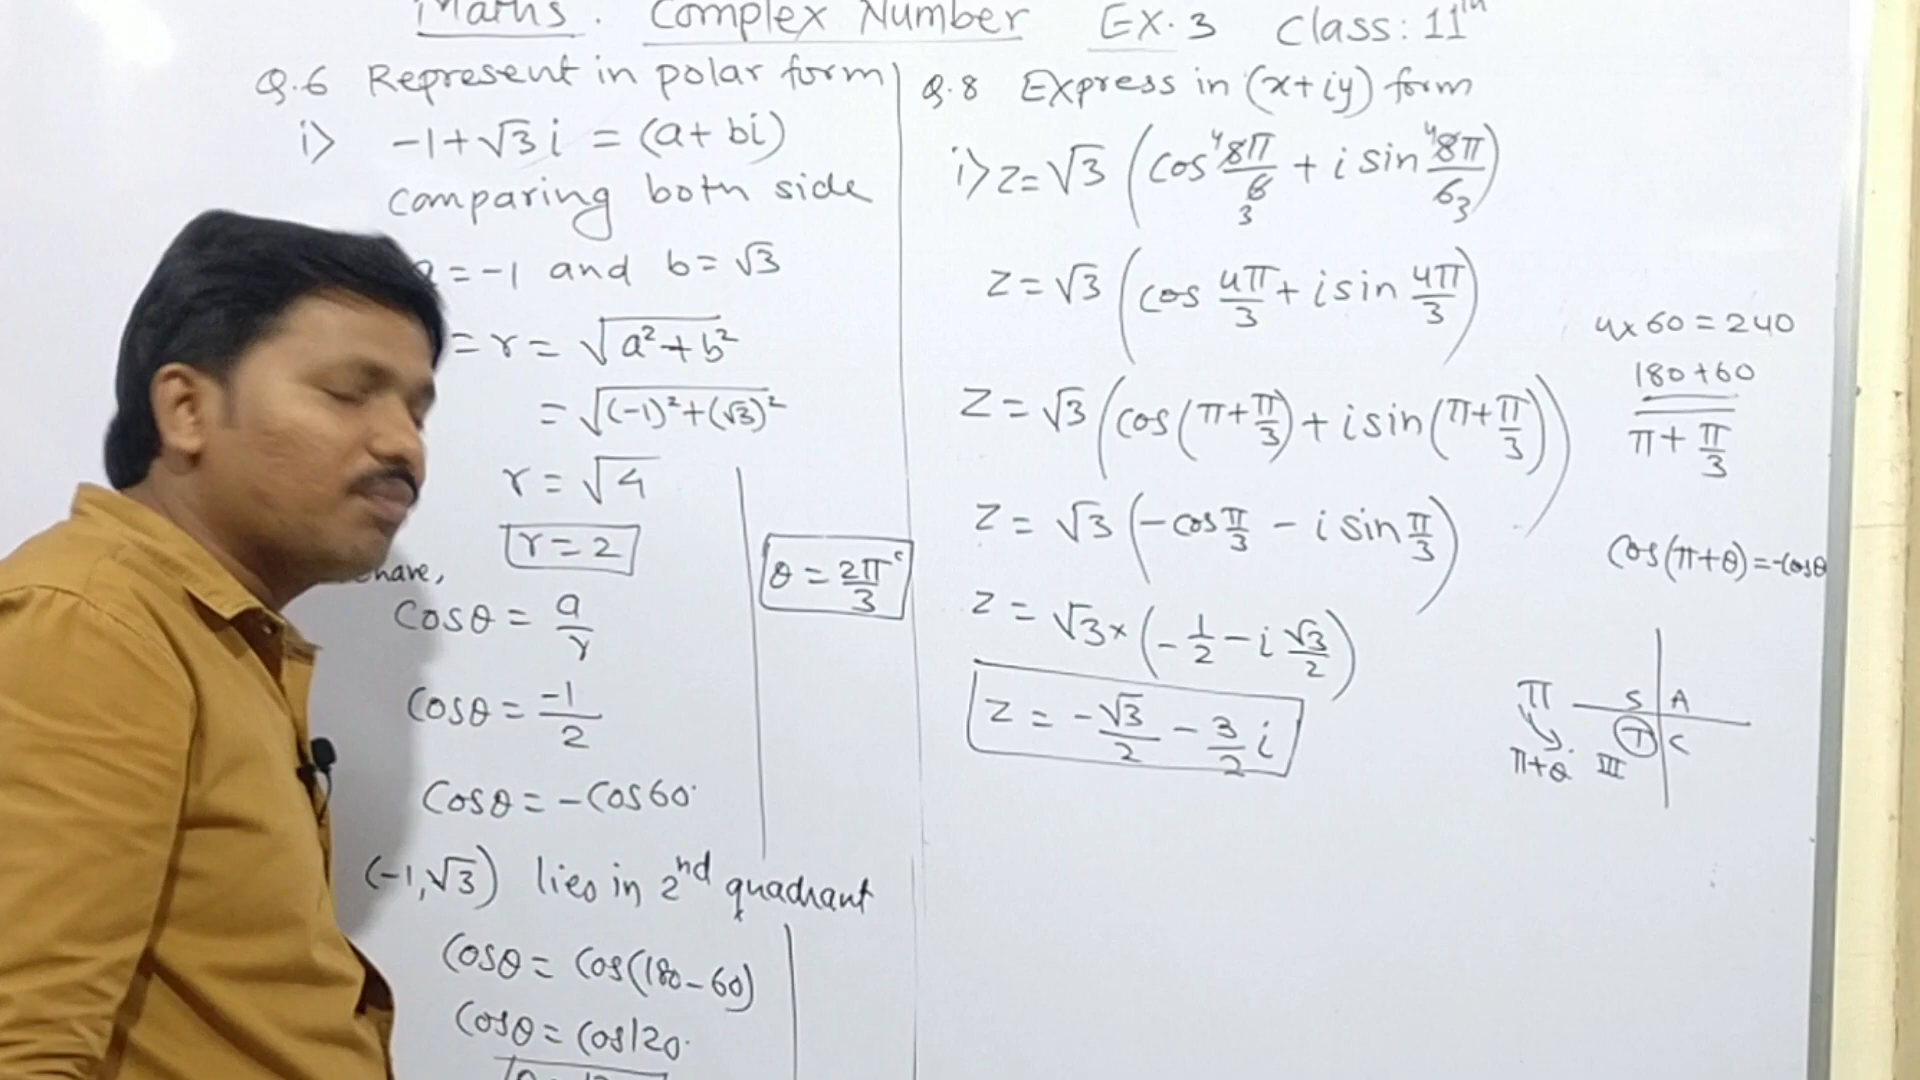 Maths. Complex Number Ex. 3 Class: 11th
Q.6 Represent in polar form
i> -1+√3i = (a+bi)
comparing both side
a = -1 and b = √3
= r = √(a²+b²)
= √((-1)²+(√3)²)
r = √4
r = 2
have,
cosθ = a/r
cosθ = -1/2
cosθ = -cos60°
(-1,√3) lies in 2nd quadrant
cosθ = cos(180-60)
cosθ = cos120°
θ = 2π/3 ᶜ
Q.8 Express in (x+iy) form
i> z = √3 (cos 4 8π/6 3 + i sin 4 8π/6 3)
z = √3 (cos 4π/3 + i sin 4π/3)
z = √3 (cos(π+π/3) + i sin(π+π/3))
z = √3 (-cos π/3 - i sin π/3)
z = √3 × (-1/2 - i √3/2)
z = -√3/2 - 3/2 i
4x60 = 240
180+60
π + π/3
cos(π+θ) = -cosθ
π S A
T C
π+θ III